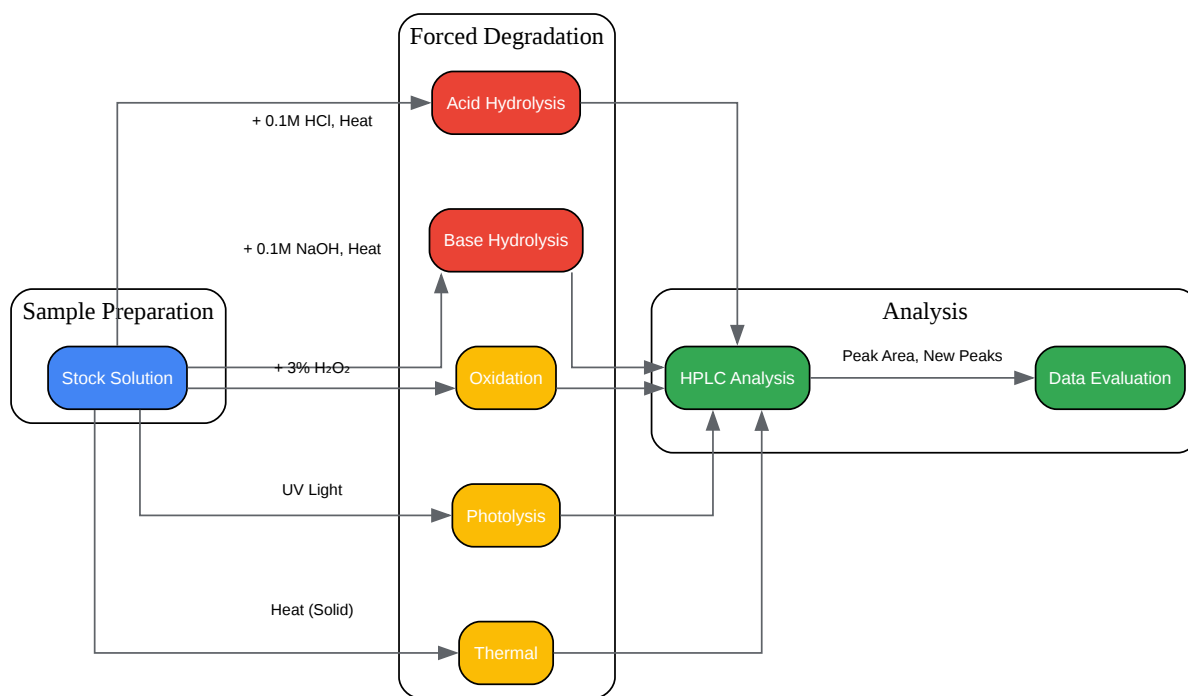 Forced Degradation
Acid Hydrolysis
+ 0.1M HCl, Heat
Base Hydrolysis
+ 0.1M NaOH, Heat
Sample Preparation
Analysis
Stock Solution
+ 3% H₂O₂
Oxidation
HPLC Analysis
Peak Area, New Peaks
Data Evaluation
UV Light
Photolysis
Heat (Solid)
Thermal